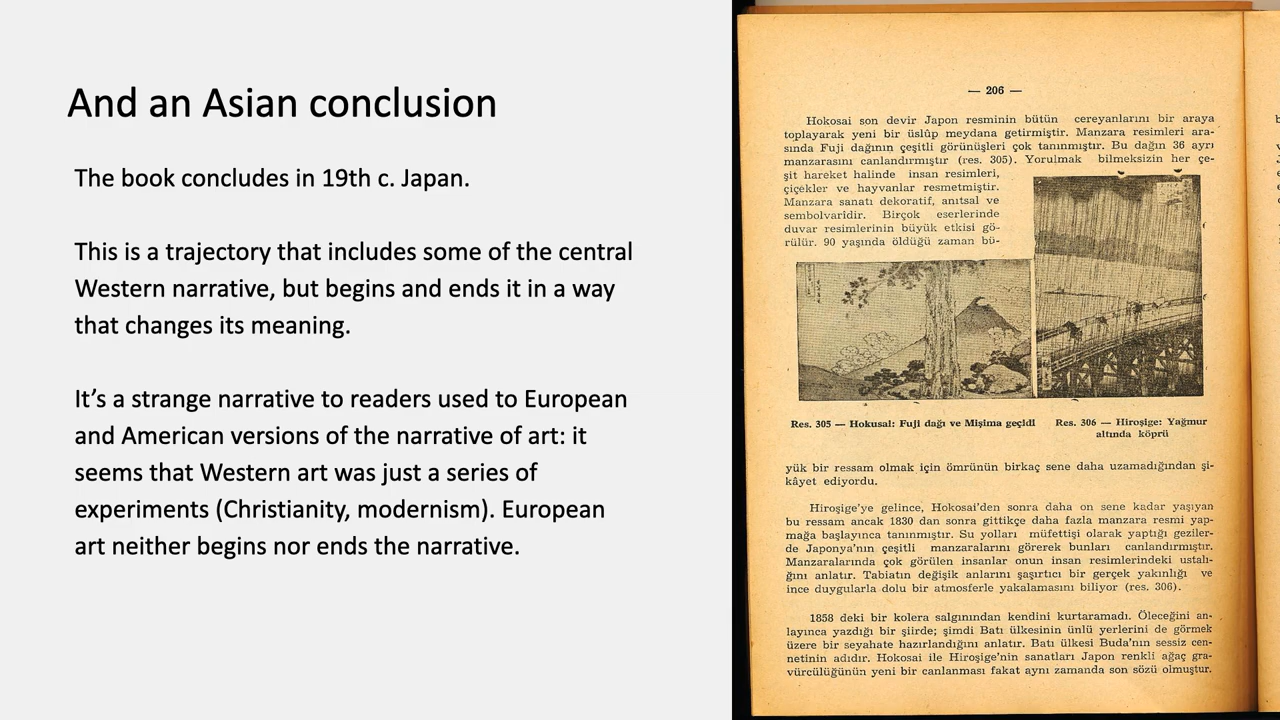 And an Asian conclusion
The book concludes in 19th c. Japan.
This is a trajectory that includes some of the central
Western narrative, but begins and ends it in a way
that changes its meaning.
It’s a strange narrative to readers used to European
and American versions of the narrative of art: it
seems that Western art was just a series of
experiments (Christianity, modernism). European
art neither begins nor ends the narrative.
— 206 —
Hokosai son devir Japon resminin bütün cereyanlarını bir araya
toplayarak yeni bir üslûp meydana getirmiştir. Manzara resimleri ara-
sında Fuji dağının çeşitli görünüşleri çok tanınmıştır. Bu dağın 36 ayrı
manzarasını canlandırmıştır (res. 305). Yorulmak bilmeksizin her çe-
şit hareket halinde insan resimleri,
çiçekler ve hayvanlar resmetmiştir.
Manzara sanatı dekoratif, anıtsal ve
sembolvaridir. Birçok eserlerinde
duvar resimlerinin büyük etkisi gö-
rülür. 90 yaşında öldüğü zaman bü-
Res. 305 — Hokusai: Fuji dağı ve Mişima geçidi
Res. 306 — Hiroşige: Yağmur
altında köprü
yük bir ressam olmak için ömrünün birkaç sene daha uzamadığından şi-
kâyet ediyordu.
Hiroşige’ye gelince, Hokosai’den sonra daha on sene kadar yaşıyan
bu ressam ancak 1830 dan sonra gittikçe daha fazla manzara resmi yap-
mağa başlayınca tanınmıştır. Su yolları müfettişi olarak yaptığı geziler-
de Japonya’nın çeşitli manzaralarını görerek bunları canlandırmıştır.
Manzaralarında çok görülen insanlar onun insan resimlerindeki ustalı-
ğını anlatır. Tabiatın değişik anlarını şaşırtıcı bir gerçek yakınlığı ve
ince duygularla dolu bir atmosferle yakalamasını biliyor (res. 306).
1858 deki bir kolera salgınından kendini kurtaramadı. Öleceğini an-
layınca yazdığı bir şiirde; şimdi Batı ülkesinin ünlü yerlerini de görmek
üzere bir seyahate hazırlandığını anlatır. Batı ülkesi Buda’nın sessiz cen-
netinin adıdır. Hokosai ile Hiroşige’nin sanatları Japon renkli ağaç gra-
vürcülüğünün yeni bir canlanması fakat aynı zamanda son sözü olmuştur.